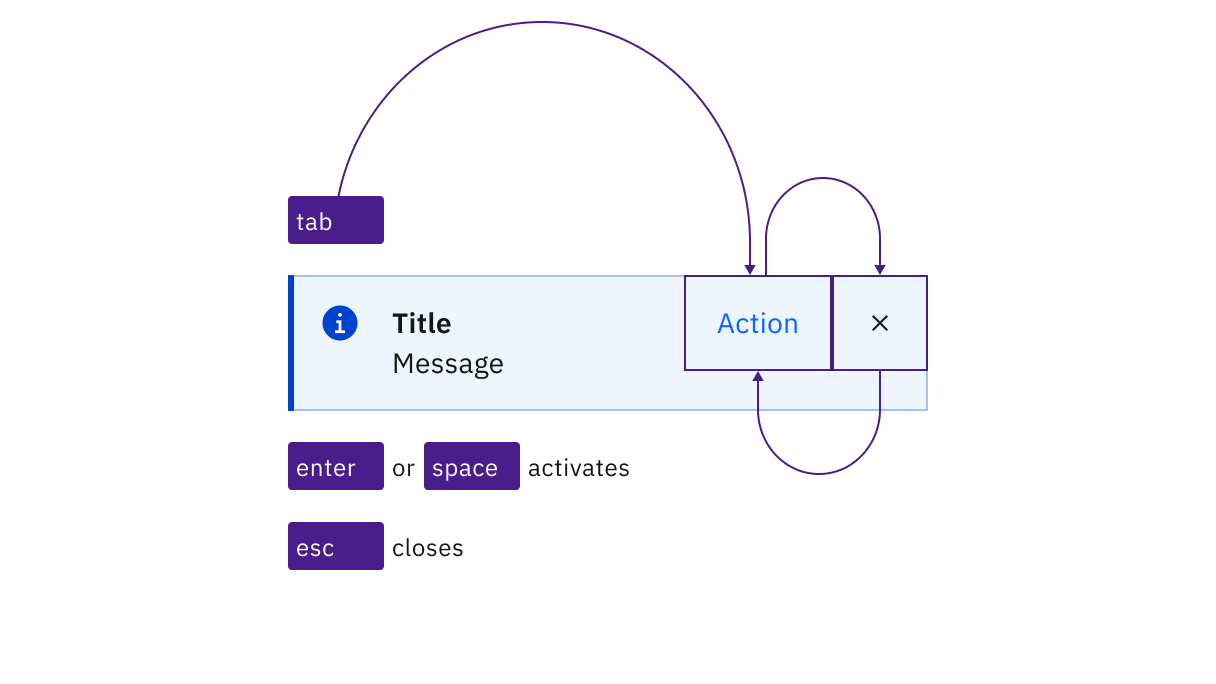 tab
Title
Action
Message
enter or space activates
esc closes